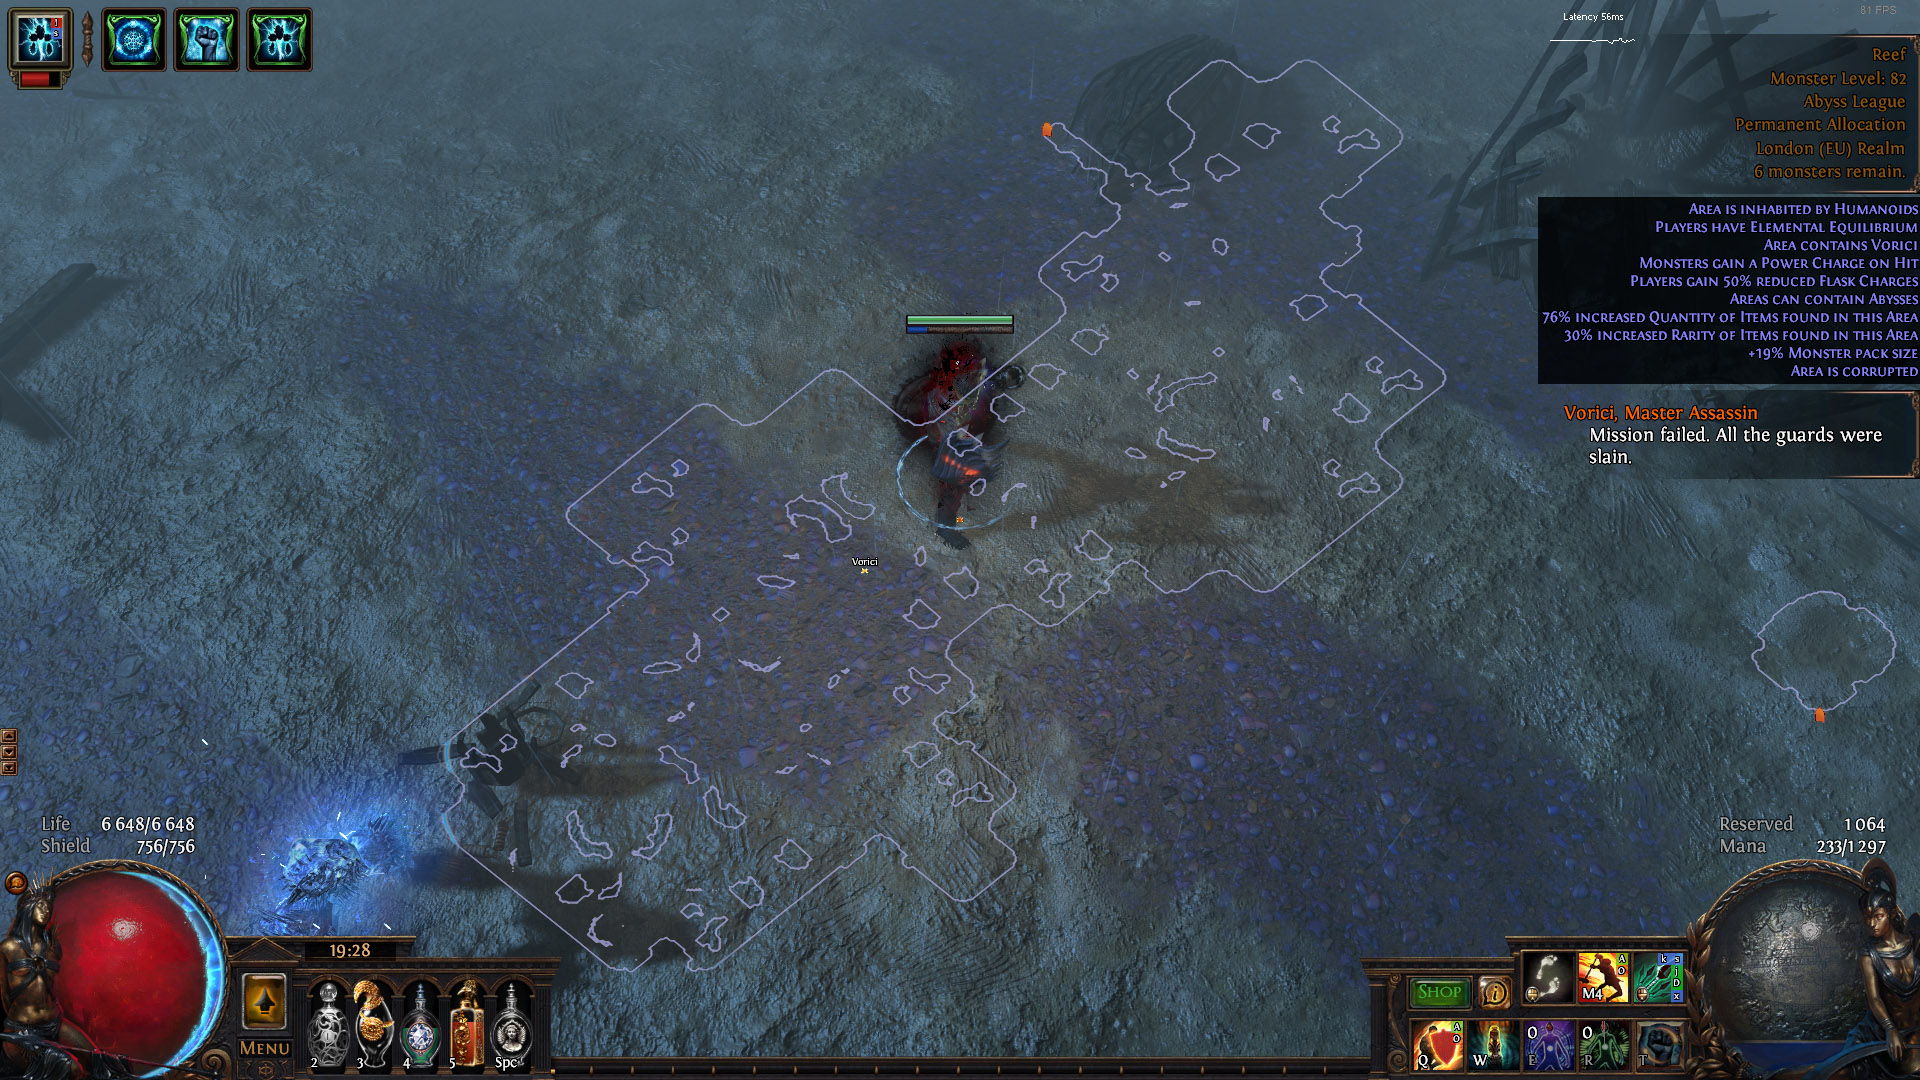 Latency 56ms
81 FPS
Reef
Monster Level: 82
Abyss League
Permanent Allocation
London (EU) Realm
6 monsters remain.
Area is inhabited by Humanoids
Players have Elemental Equilibrium
Area contains Vorici
Monsters gain a Power Charge on Hit
Players gain 50% reduced Flask Charges
Areas can contain Abysses
76% increased Quantity of Items found in this Area
30% increased Rarity of Items found in this Area
+19% Monster pack size
Area is corrupted
Vorici, Master Assassin
Mission failed. All the guards were
slain.
Vorici
Life 6 648/6 648
Shield 756/756
Reserved 1 064
Mana 233/1 297
19:28
Menu
2 3 4 5 Spc
Shop
M4
A
O
k s
j
D
x
Q
A
O
W
O
E
O
R
T